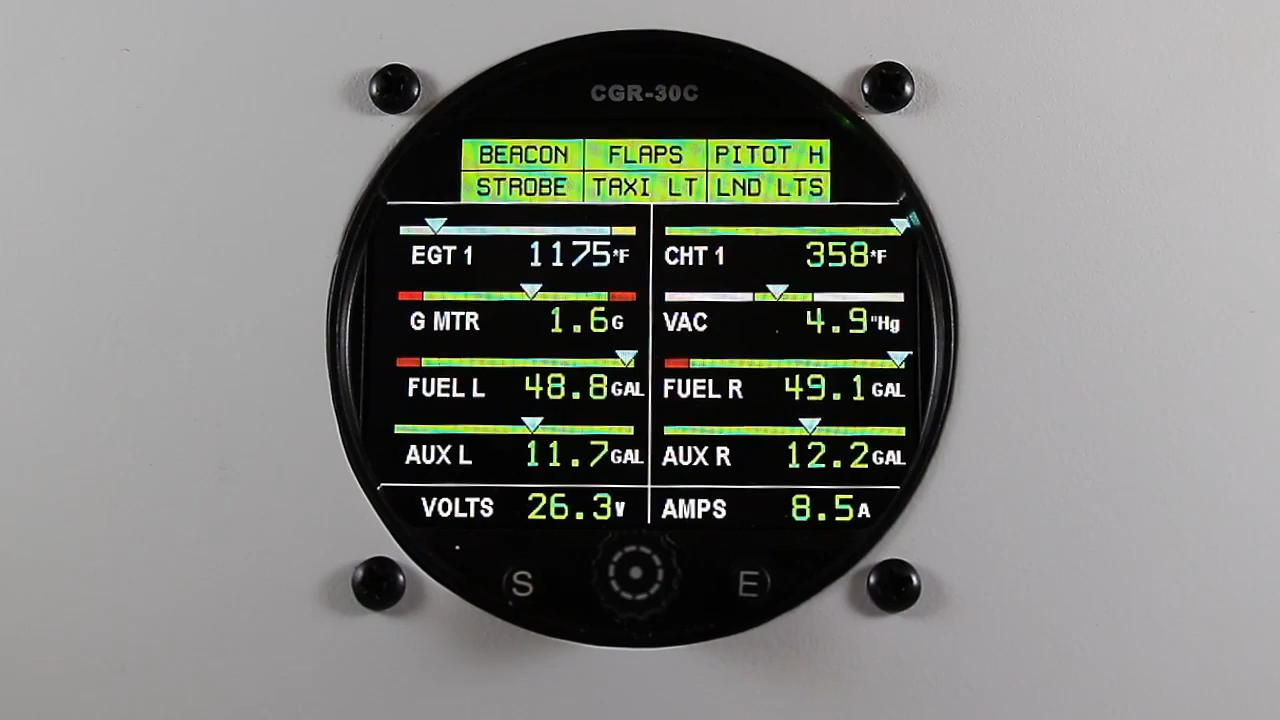 CGR-30C
BEACON FLAPS PITOT H
STROBE TAXI LT LND LTS
EGT 1 1175°F CHT 1 358°F
G MTR 1.6G VAC 4.9"Hg
FUEL L 48.8GAL FUEL R 49.1GAL
AUX L 11.7GAL AUX R 12.2GAL
VOLTS 26.3V AMPS 8.5A
S E